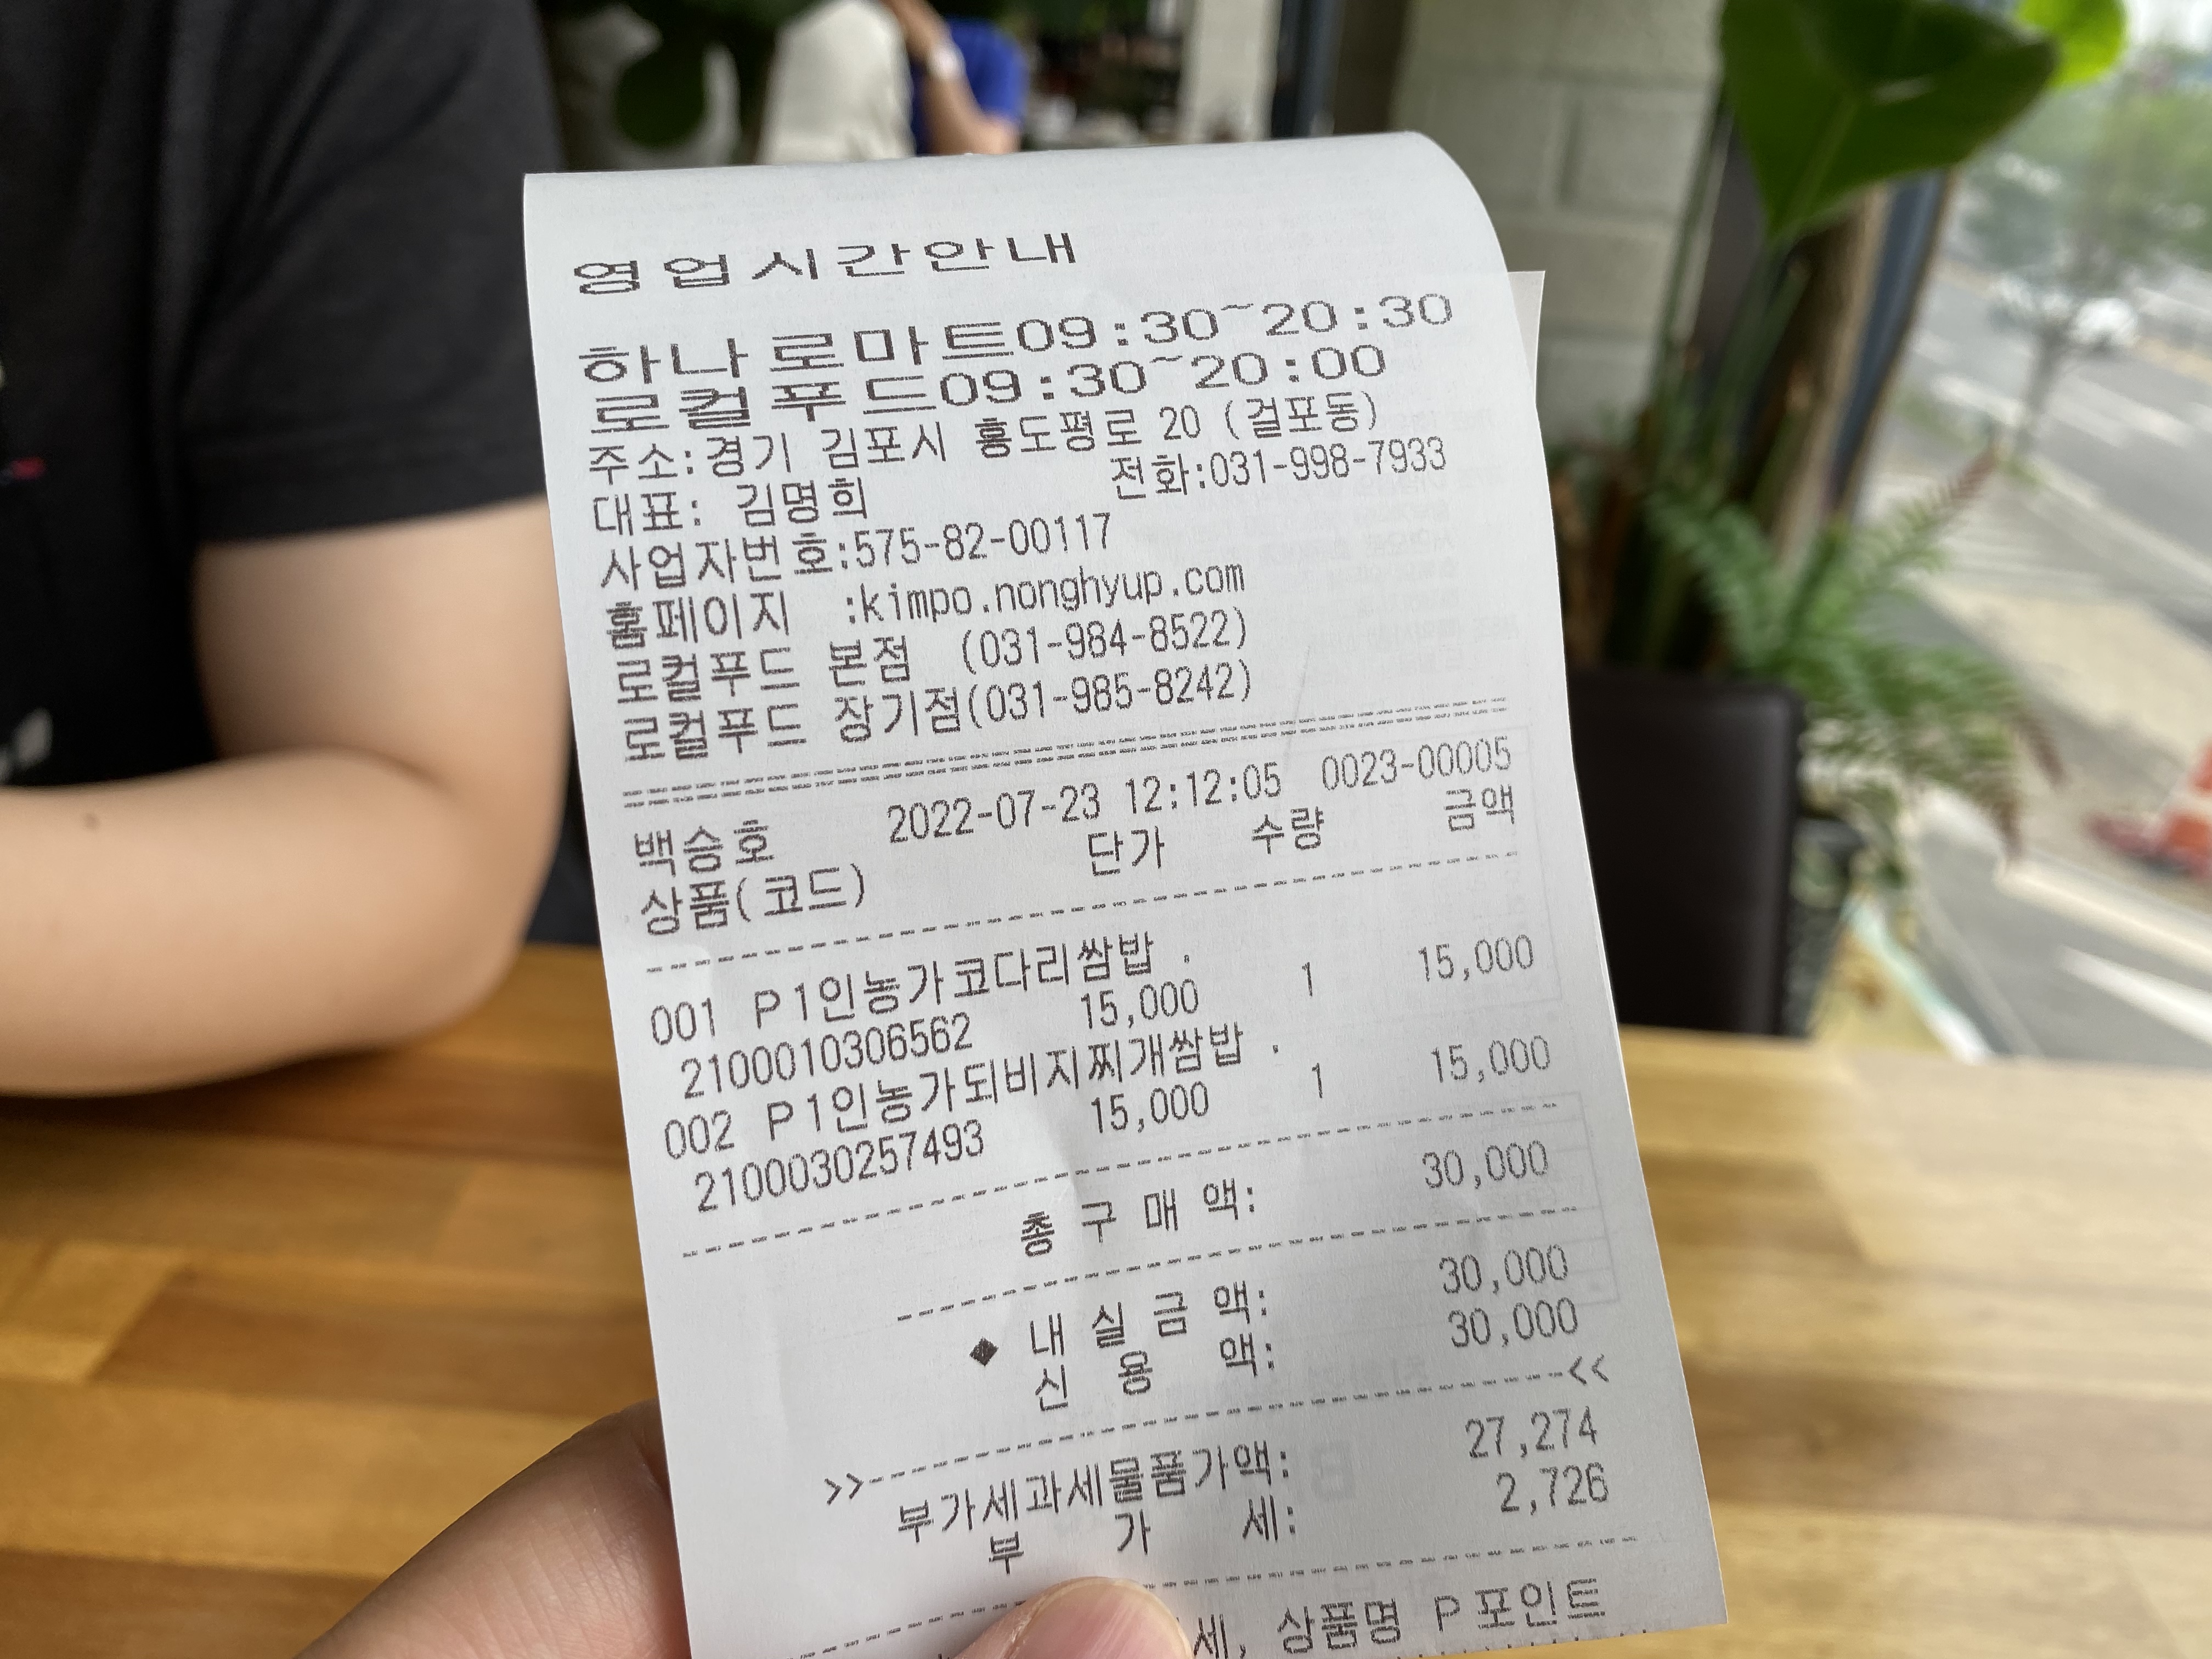 영업시간안내
하나로마트09:30~20:30
로컬푸드09:30~20:00
주소:경기 김포시 홍도평로 20 (걸포동)
대표: 김명희 전화:031-998-7933
사업자번호:575-82-00117
홈페이지 :kimpo.nonghyup.com
로컬푸드 본점 (031-984-8522)
로컬푸드 장기점(031-985-8242)
백승호 2022-07-23 12:12:05 0023-00005
상품(코드) 단가 수량 금액
001 P1인농가코다리쌈밥 .
2100010306562 15,000 1 15,000
002 P1인농가되비지찌개쌈밥 .
2100030257493 15,000 1 15,000
총 구 매 액: 30,000
◆ 내 실 금 액: 30,000
신 용 액: 30,000
>>--------------------------------<<
부가세과세물품가액: 27,274
부 가 세: 2,726
세, 상품명 P포인트